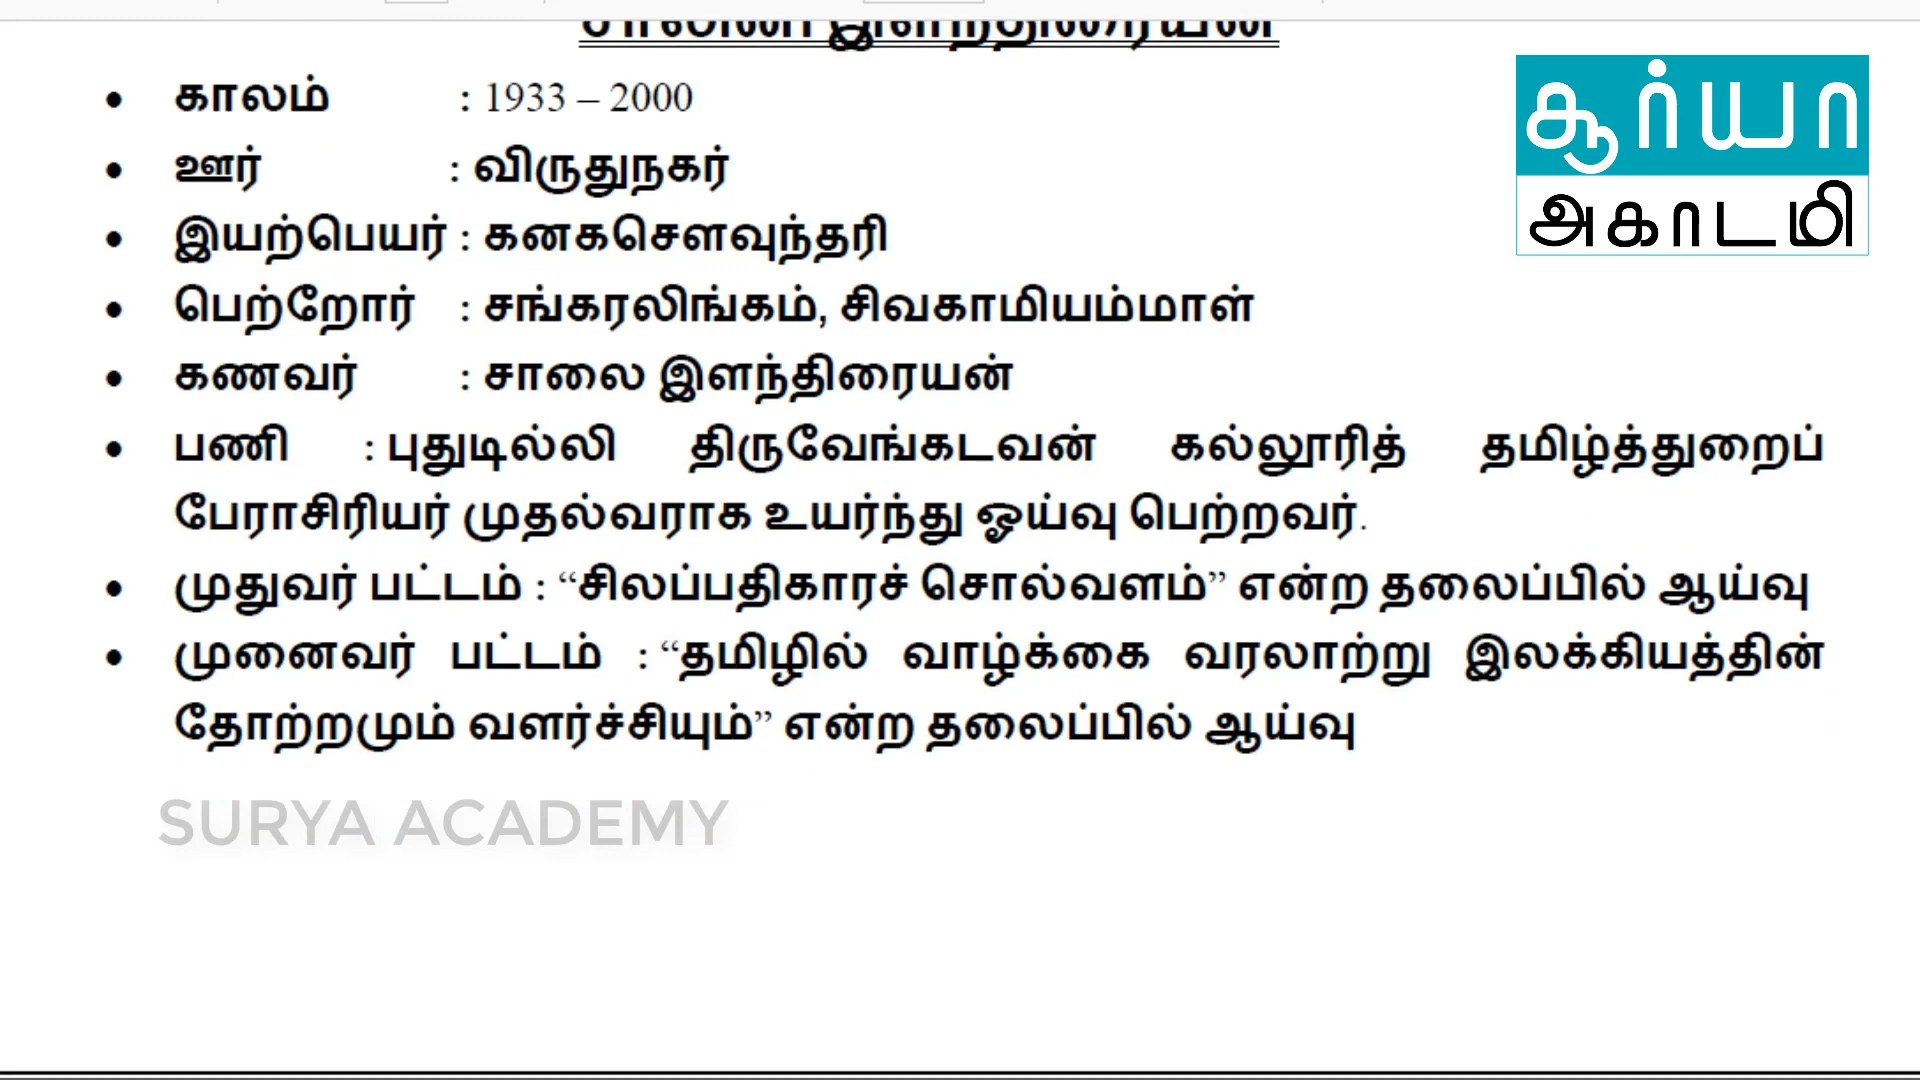 • காலம் : 1933 – 2000
• ஊர் : விருதுநகர்
• இயற்பெயர் : கனகசௌவுந்தரி
• பெற்றோர் : சங்கரலிங்கம், சிவகாமியம்மாள்
• கணவர் : சாலை இளந்திரையன்
• பணி : புதுடில்லி திருவேங்கடவன் கல்லூரித் தமிழ்த்துறைப்
பேராசிரியர் முதல்வராக உயர்ந்து ஓய்வு பெற்றவர்.
• முதுவர் பட்டம் : “சிலப்பதிகாரச் சொல்வளம்” என்ற தலைப்பில் ஆய்வு
• முனைவர் பட்டம் : “தமிழில் வாழ்க்கை வரலாற்று இலக்கியத்தின்
தோற்றமும் வளர்ச்சியும்” என்ற தலைப்பில் ஆய்வு
சூர்யா
அகாடமி
SURYA ACADEMY